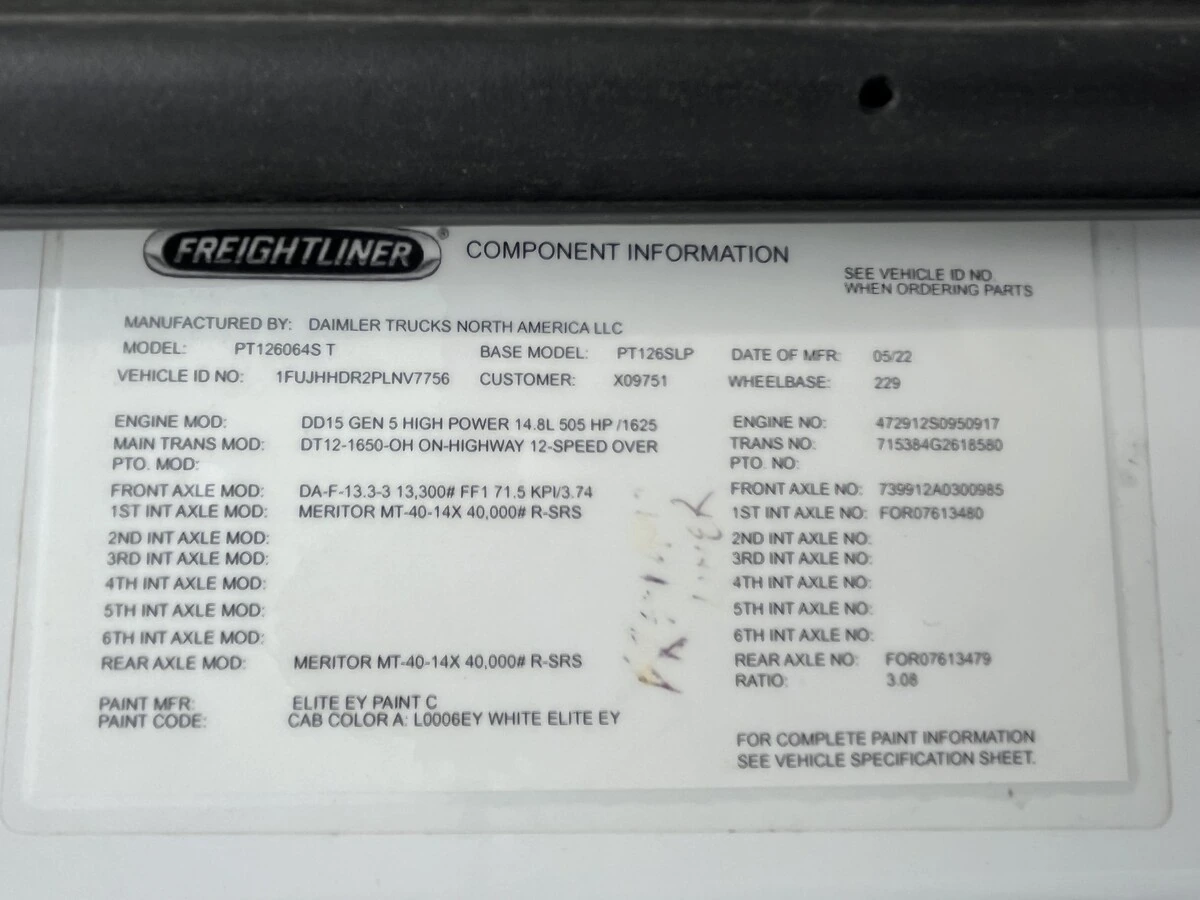 FREIGHTLINER® COMPONENT INFORMATION
SEE VEHICLE ID NO.
WHEN ORDERING PARTS
MANUFACTURED BY: DAIMLER TRUCKS NORTH AMERICA LLC
MODEL: PT126064S T BASE MODEL: PT126SLP DATE OF MFR: 05/22
VEHICLE ID NO: 1FUJHHDR2PLNV7756 CUSTOMER: X09751 WHEELBASE: 229
ENGINE MOD: DD15 GEN 5 HIGH POWER 14.8L 505 HP /1625 ENGINE NO: 472912S0950917
MAIN TRANS MOD: DT12-1650-OH ON-HIGHWAY 12-SPEED OVER TRANS NO: 715384G2618580
PTO. MOD: PTO. NO:
FRONT AXLE MOD: DA-F-13.3-3 13,300# FF1 71.5 KPI/3.74 FRONT AXLE NO: 739912A0300985
1ST INT AXLE MOD: MERITOR MT-40-14X 40,000# R-SRS 1ST INT AXLE NO: FOR07613480
2ND INT AXLE MOD: 2ND INT AXLE NO:
3RD INT AXLE MOD: 3RD INT AXLE NO:
4TH INT AXLE MOD: 4TH INT AXLE NO:
5TH INT AXLE MOD: 5TH INT AXLE NO:
6TH INT AXLE MOD: 6TH INT AXLE NO:
REAR AXLE MOD: MERITOR MT-40-14X 40,000# R-SRS REAR AXLE NO: FOR07613479
RATIO: 3.08
PAINT MFR: ELITE EY PAINT C
PAINT CODE: CAB COLOR A: L0006EY WHITE ELITE EY
FOR COMPLETE PAINT INFORMATION
SEE VEHICLE SPECIFICATION SHEET.